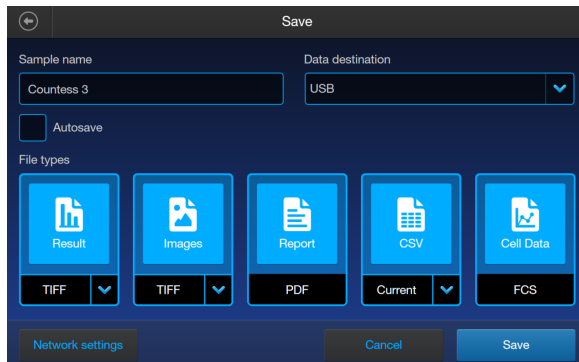 Save
Sample name
Data destination
Countess 3
USB
Autosave
File types
Result
Images
Report
CSV
Cell Data
TIFF
TIFF
PDF
Current
FCS
Network settings
Cancel
Save